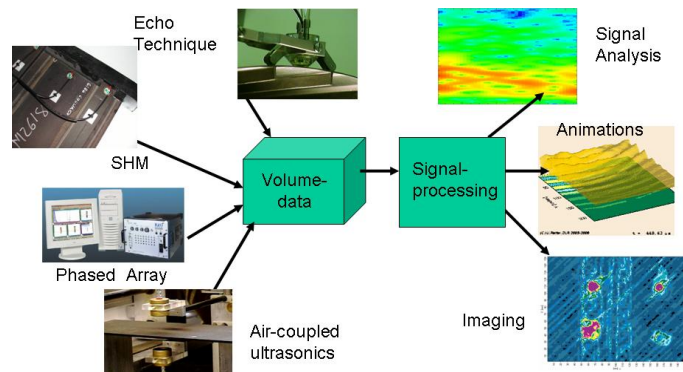 Echo
Technique
Signal
Analysis
SHM
Animations
Volume-
data
Signal-
processing
Phased Array
Imaging
Air-coupled
ultrasonics